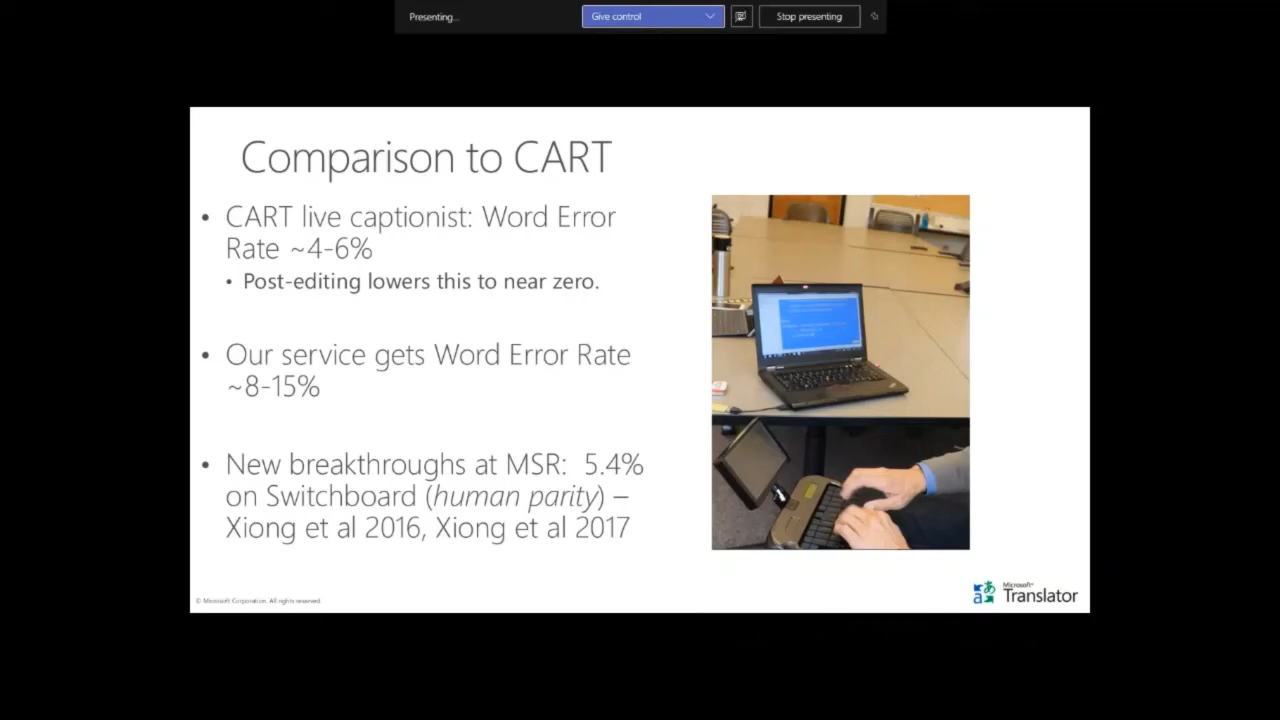 Presenting...
Give control
Stop presenting
Comparison to CART
• CART live captionist: Word Error
Rate ~4-6%
• Post-editing lowers this to near zero.
• Our service gets Word Error Rate
~8-15%
• New breakthroughs at MSR: 5.4%
on Switchboard (human parity) –
Xiong et al 2016, Xiong et al 2017
© Microsoft Corporation. All rights reserved.
Microsoft®
Translator